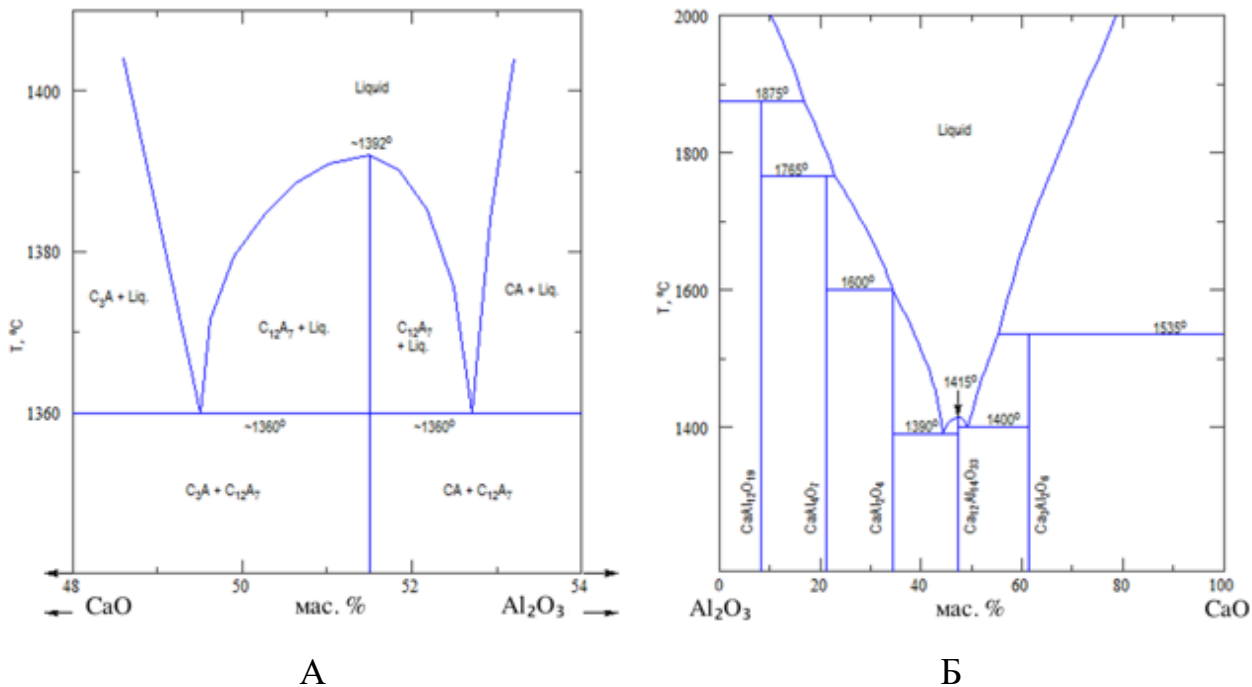 1400
1380
1360
T, °C
Liquid
~1392°
C₃A + Liq.
CA + Liq.
C₁₂A₇ + Liq.
C₁₂A₇
+ Liq.
~1360°
~1360°
C₃A + C₁₂A₇
CA + C₁₂A₇
48 50 52 54
CaO мас. % Al₂O₃
А
2000
1800
1600
1400
T, °C
1875°
Liquid
1765°
1600°
1535°
1415°
1390°
1400°
CaAl₁₂O₁₉
CaAl₄O₇
CaAl₂O₄
Ca₁₂Al₁₄O₃₃
Ca₃Al₂O₆
0 20 40 60 80 100
Al₂O₃ мас. % CaO
Б